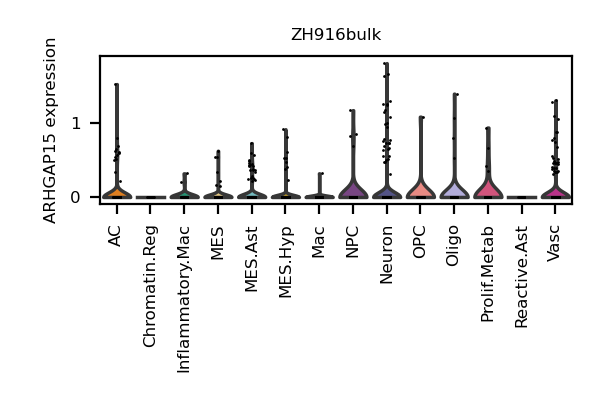 ZH916bulk
ARHGAP15 expression
1
0
AC
Chromatin.Reg
Inflammatory.Mac
MES
MES.Ast
MES.Hyp
Mac
NPC
Neuron
OPC
Oligo
Prolif.Metab
Reactive.Ast
Vasc